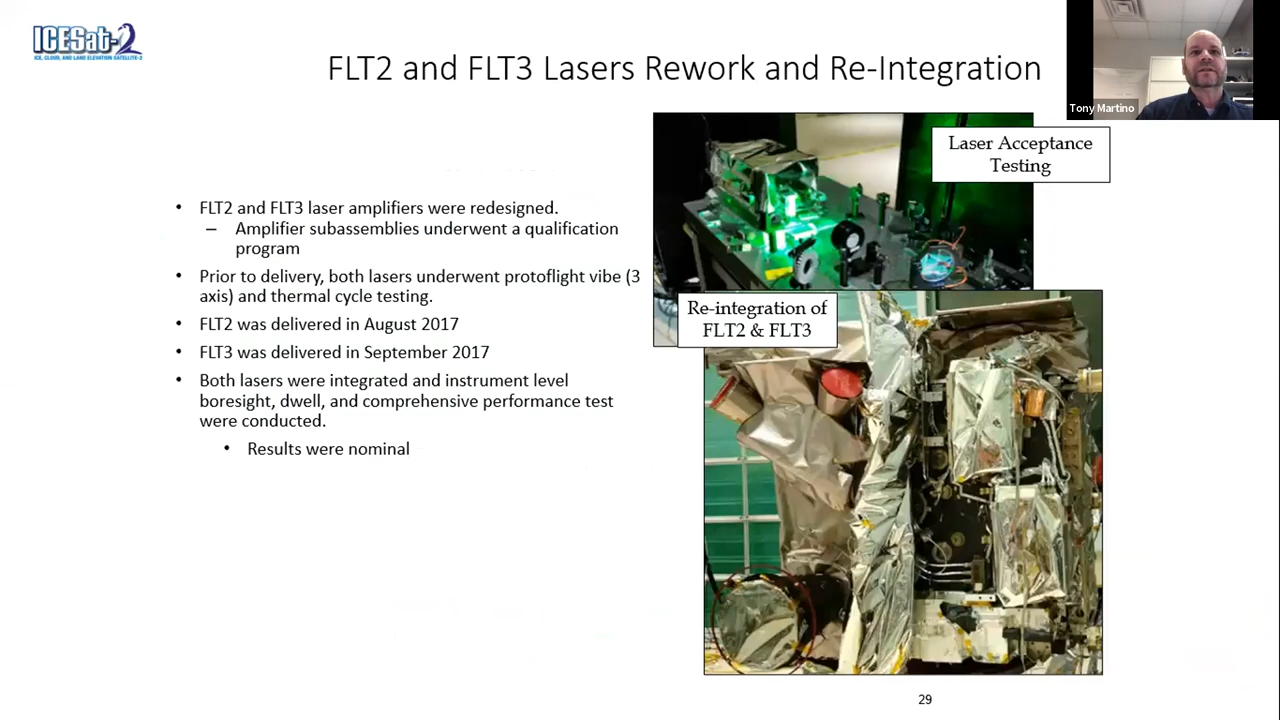 ICESat-2
ICE, CLOUD, AND LAND ELEVATION SATELLITE-2
FLT2 and FLT3 Lasers Rework and Re-Integration
Tony Martino
Laser Acceptance
Testing
• FLT2 and FLT3 laser amplifiers were redesigned.
– Amplifier subassemblies underwent a qualification
program
• Prior to delivery, both lasers underwent protoflight vibe (3
axis) and thermal cycle testing.
• FLT2 was delivered in August 2017
• FLT3 was delivered in September 2017
• Both lasers were integrated and instrument level
boresight, dwell, and comprehensive performance test
were conducted.
• Results were nominal
Re-integration of
FLT2 & FLT3
29